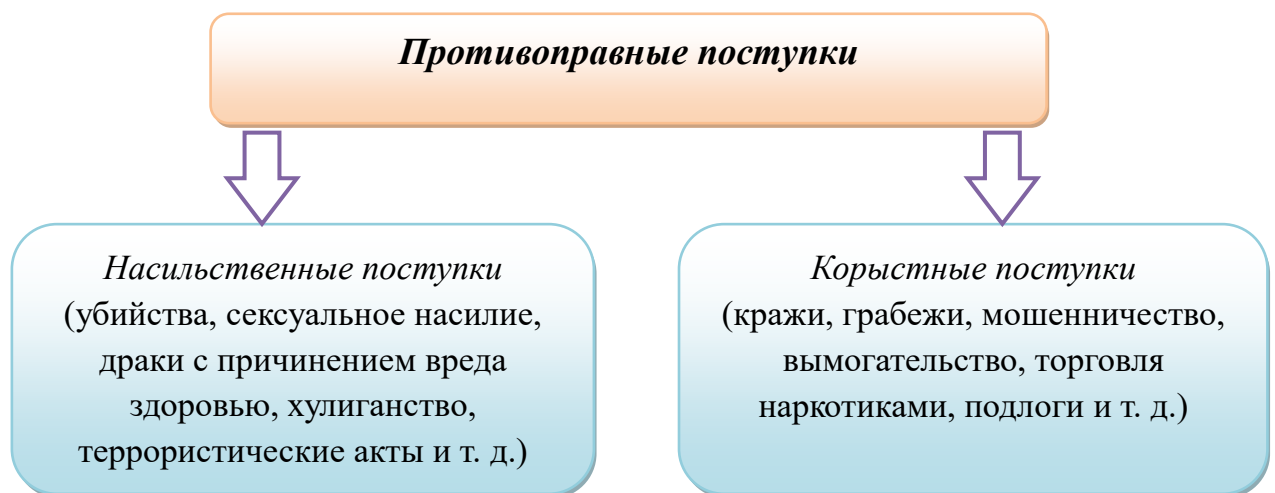 Противоправные поступки
Насильственные поступки
(убийства, сексуальное насилие,
драки с причинением вреда
здоровью, хулиганство,
террористические акты и т. д.)
Корыстные поступки
(кражи, грабежи, мошенничество,
вымогательство, торговля
наркотиками, подлоги и т. д.)